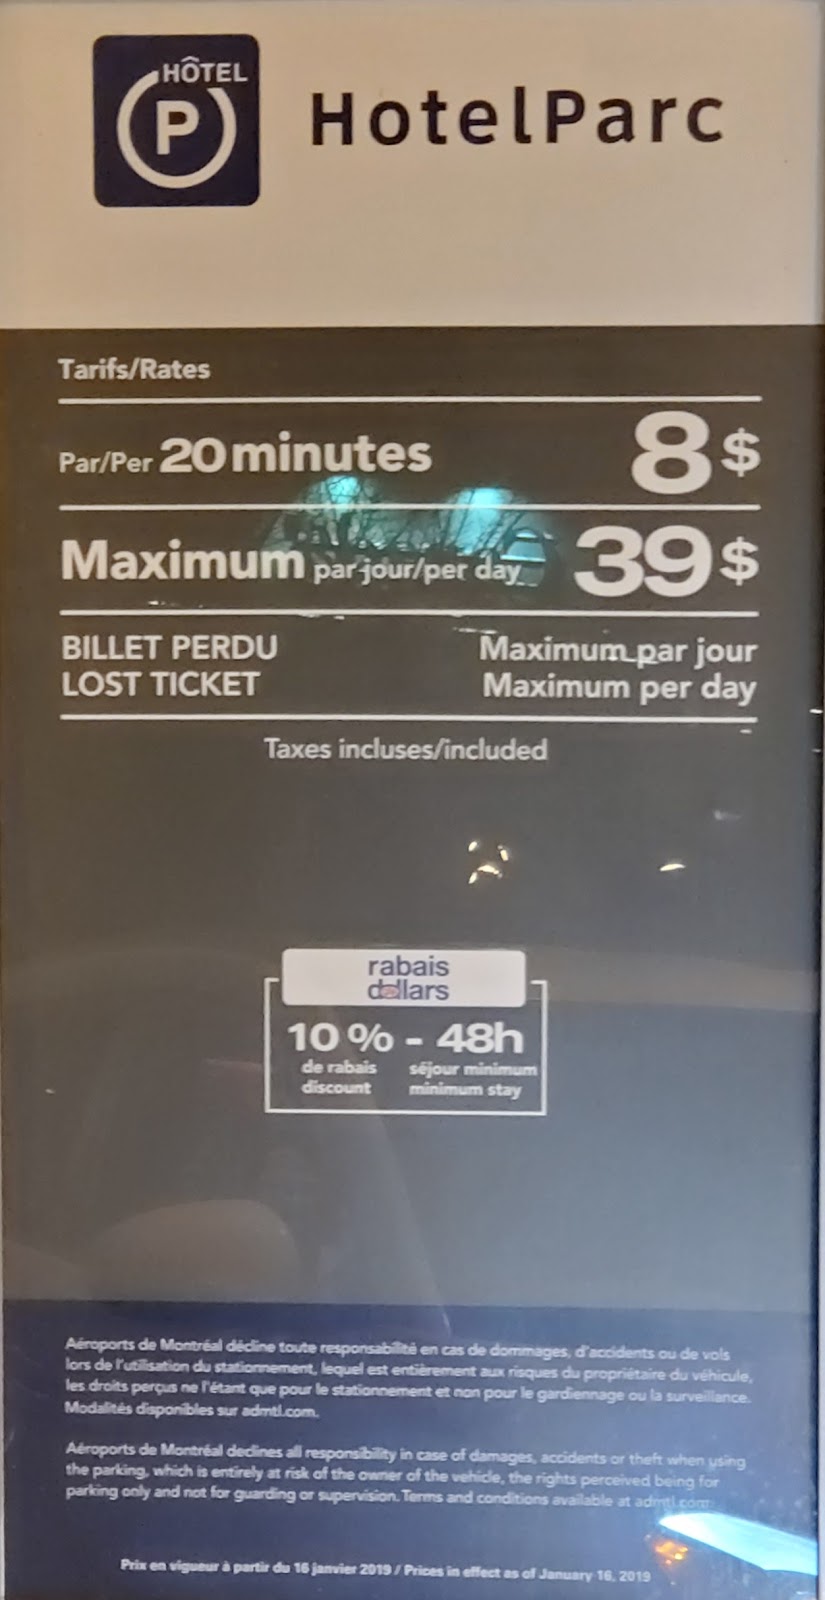 HÔTEL
P
HotelParc
Tarifs/Rates
Par/Per 20 minutes 8$
Maximum par jour/per day 39$
BILLET PERDU Maximum par jour
LOST TICKET Maximum per day
Taxes incluses/included
rabais
dollars
10 % - 48h
de rabais séjour minimum
discount minimum stay
Aéroports de Montréal décline toute responsabilité en cas de dommages, d'accidents ou de vols
lors de l'utilisation du stationnement, lequel est entièrement aux risques du propriétaire du véhicule,
les droits perçus ne l'étant que pour le stationnement et non pour le gardiennage ou la surveillance.
Modalités disponibles sur admtl.com.
Aéroports de Montréal declines all responsibility in case of damages, accidents or theft when using
the parking, which is entirely at risk of the owner of the vehicle, the rights perceived being for
parking only and not for guarding or supervision. Terms and conditions available at admtl.com.
Prix en vigueur à partir du 16 janvier 2019 / Prices in effect as of January 16, 2019